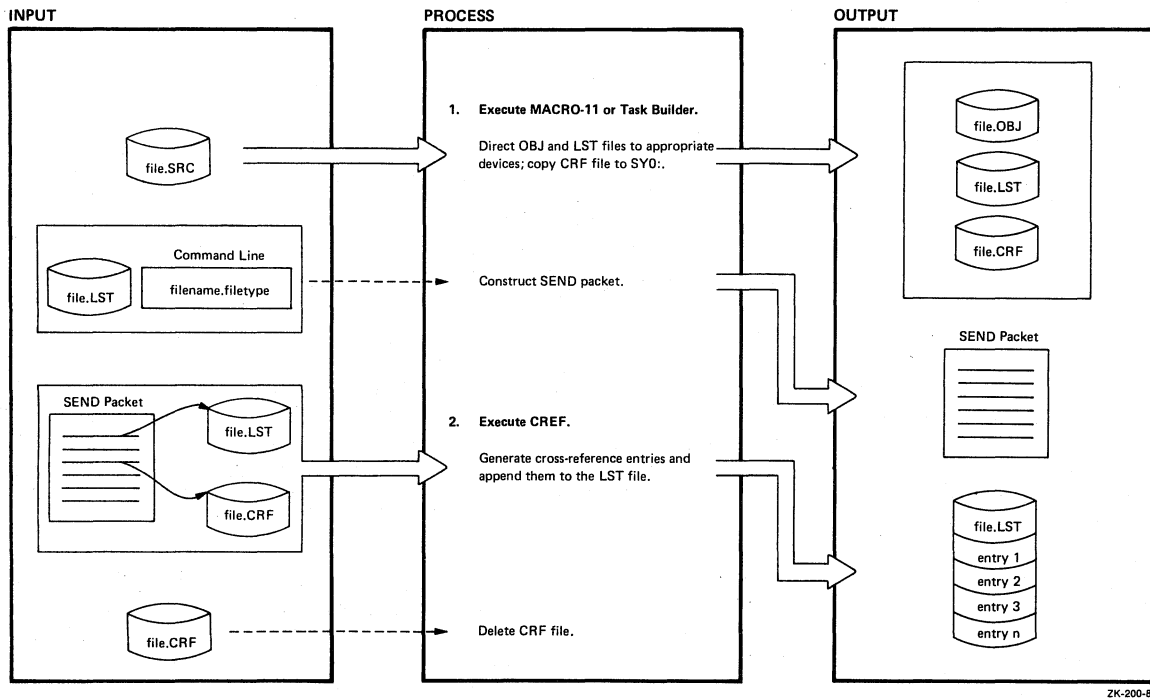 INPUT
PROCESS
OUTPUT
file.SRC
Command Line
file.LST
filename.filetype
SEND Packet
file.LST
file.CRF
file.CRF
1. Execute MACRO-11 or Task Builder.
Direct OBJ and LST files to appropriate
devices; copy CRF file to SY0:.
Construct SEND packet.
2. Execute CREF.
Generate cross-reference entries and
append them to the LST file.
Delete CRF file.
file.OBJ
file.LST
file.CRF
SEND Packet
file.LST
entry 1
entry 2
entry 3
entry n
ZK-200-8